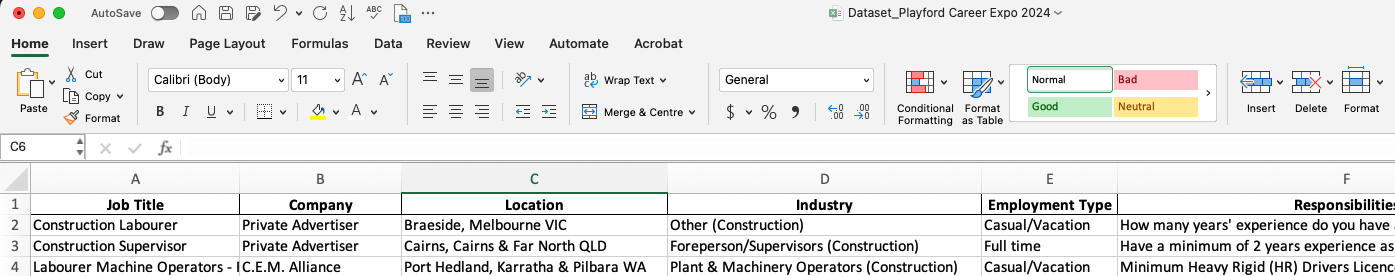 AutoSave Dataset_Playford Career Expo 2024
Home Insert Draw Page Layout Formulas Data Review View Automate Acrobat
Paste Cut Copy Format Calibri (Body) 11 A A B I U A ab Wrap Text Merge & Centre General $ % Conditional Formatting Format as Table Normal Bad Good Neutral Insert Delete Format
C6 fx
A B C D E F
1 Job Title Company Location Industry Employment Type Responsibilities
2 Construction Labourer Private Advertiser Braeside, Melbourne VIC Other (Construction) Casual/Vacation How many years' experience do you have
3 Construction Supervisor Private Advertiser Cairns, Cairns & Far North QLD Foreperson/Supervisors (Construction) Full time Have a minimum of 2 years experience as
4 Labourer Machine Operators - C.E.M. Alliance Port Hedland, Karratha & Pilbara WA Plant & Machinery Operators (Construction) Casual/Vacation Minimum Heavy Rigid (HR) Drivers Licenc